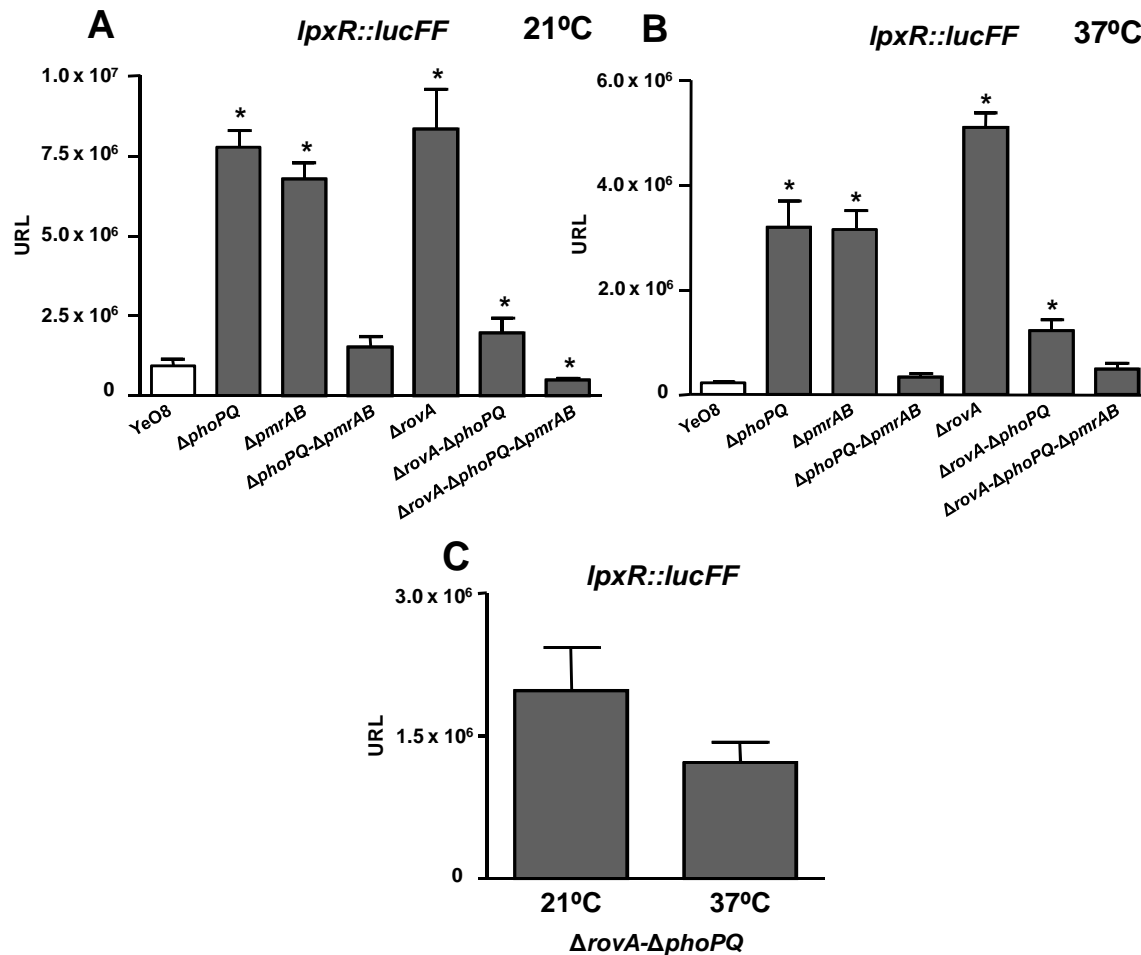 A
lpxR::lucFF 21ºC
1.0 x 10⁷
7.5 x 10⁶
5.0 x 10⁶
2.5 x 10⁶
0
URL
* * * * *
YeO8
ΔphoPQ
ΔpmrAB
ΔphoPQ-ΔpmrAB
ΔrovA
ΔrovA-ΔphoPQ
ΔrovA-ΔphoPQ-ΔpmrAB
B
lpxR::lucFF 37ºC
6.0 x 10⁶
4.0 x 10⁶
2.0 x 10⁶
0
URL
* * * *
YeO8
ΔphoPQ
ΔpmrAB
ΔphoPQ-ΔpmrAB
ΔrovA
ΔrovA-ΔphoPQ
ΔrovA-ΔphoPQ-ΔpmrAB
C
lpxR::lucFF
3.0 x 10⁶
1.5 x 10⁶
0
URL
21ºC 37ºC
ΔrovA-ΔphoPQ